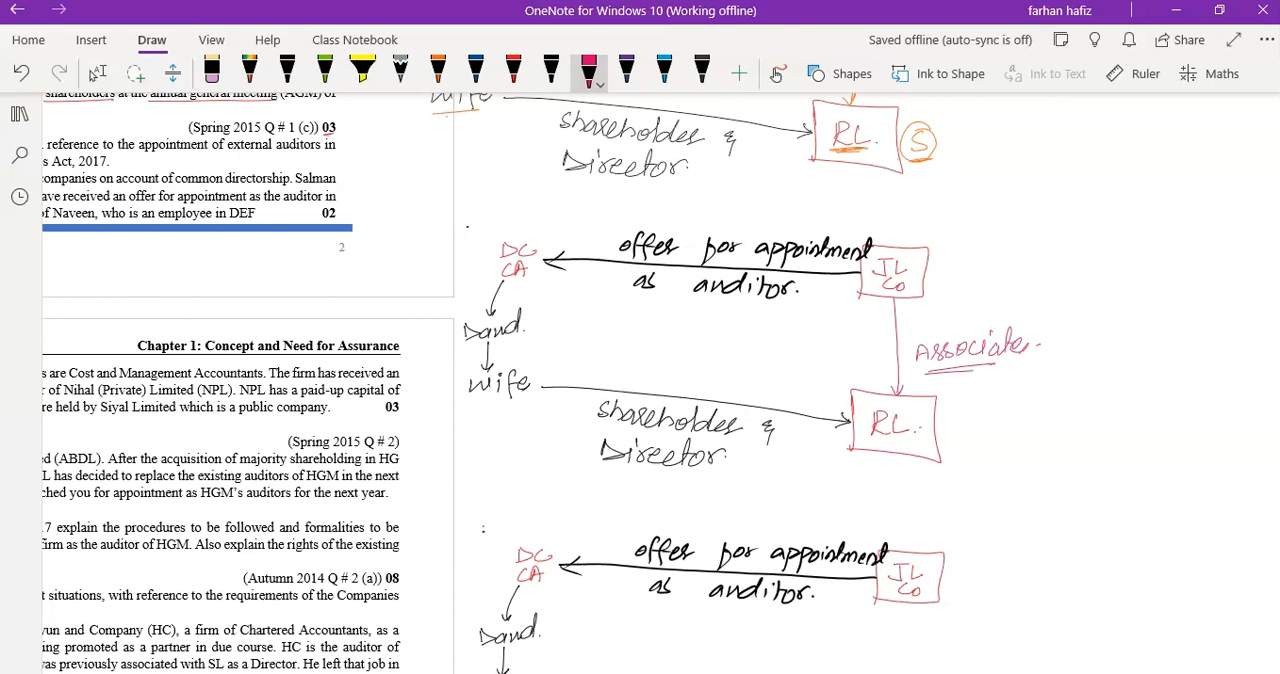 OneNote for Windows 10 (Working offline)
farhan hafiz
Home Insert Draw View Help Class Notebook
Saved offline (auto-sync is off)
Share
Shapes
Ink to Shape
Ink to Text
Ruler
Maths
shareholders at the annual general meeting (AGM) of
(Spring 2015 Q # 1 (c)) 03
reference to the appointment of external auditors in
s Act, 2017.
companies on account of common directorship. Salman
ave received an offer for appointment as the auditor in
of Naveen, who is an employee in DEF 02
2
Chapter 1: Concept and Need for Assurance
s are Cost and Management Accountants. The firm has received an
r of Nihal (Private) Limited (NPL). NPL has a paid-up capital of
re held by Siyal Limited which is a public company. 03
(Spring 2015 Q # 2)
ed (ABDL). After the acquisition of majority shareholding in HG
L has decided to replace the existing auditors of HGM in the next
ched you for appointment as HGM's auditors for the next year.
7 explain the procedures to be followed and formalities to be
firm as the auditor of HGM. Also explain the rights of the existing
(Autumn 2014 Q # 2 (a)) 08
t situations, with reference to the requirements of the Companies
yun and Company (HC), a firm of Chartered Accountants, as a
ing promoted as a partner in due course. HC is the auditor of
was previously associated with SL as a Director. He left that job in
wife
Shareholder &
Director.
RL.
S
DC
CA
offer for appointment
as auditor.
JL
Co
Associate
wife
Shareholder &
Director.
RL.
DC
CA
offer for appointment
as auditor.
JL
Co